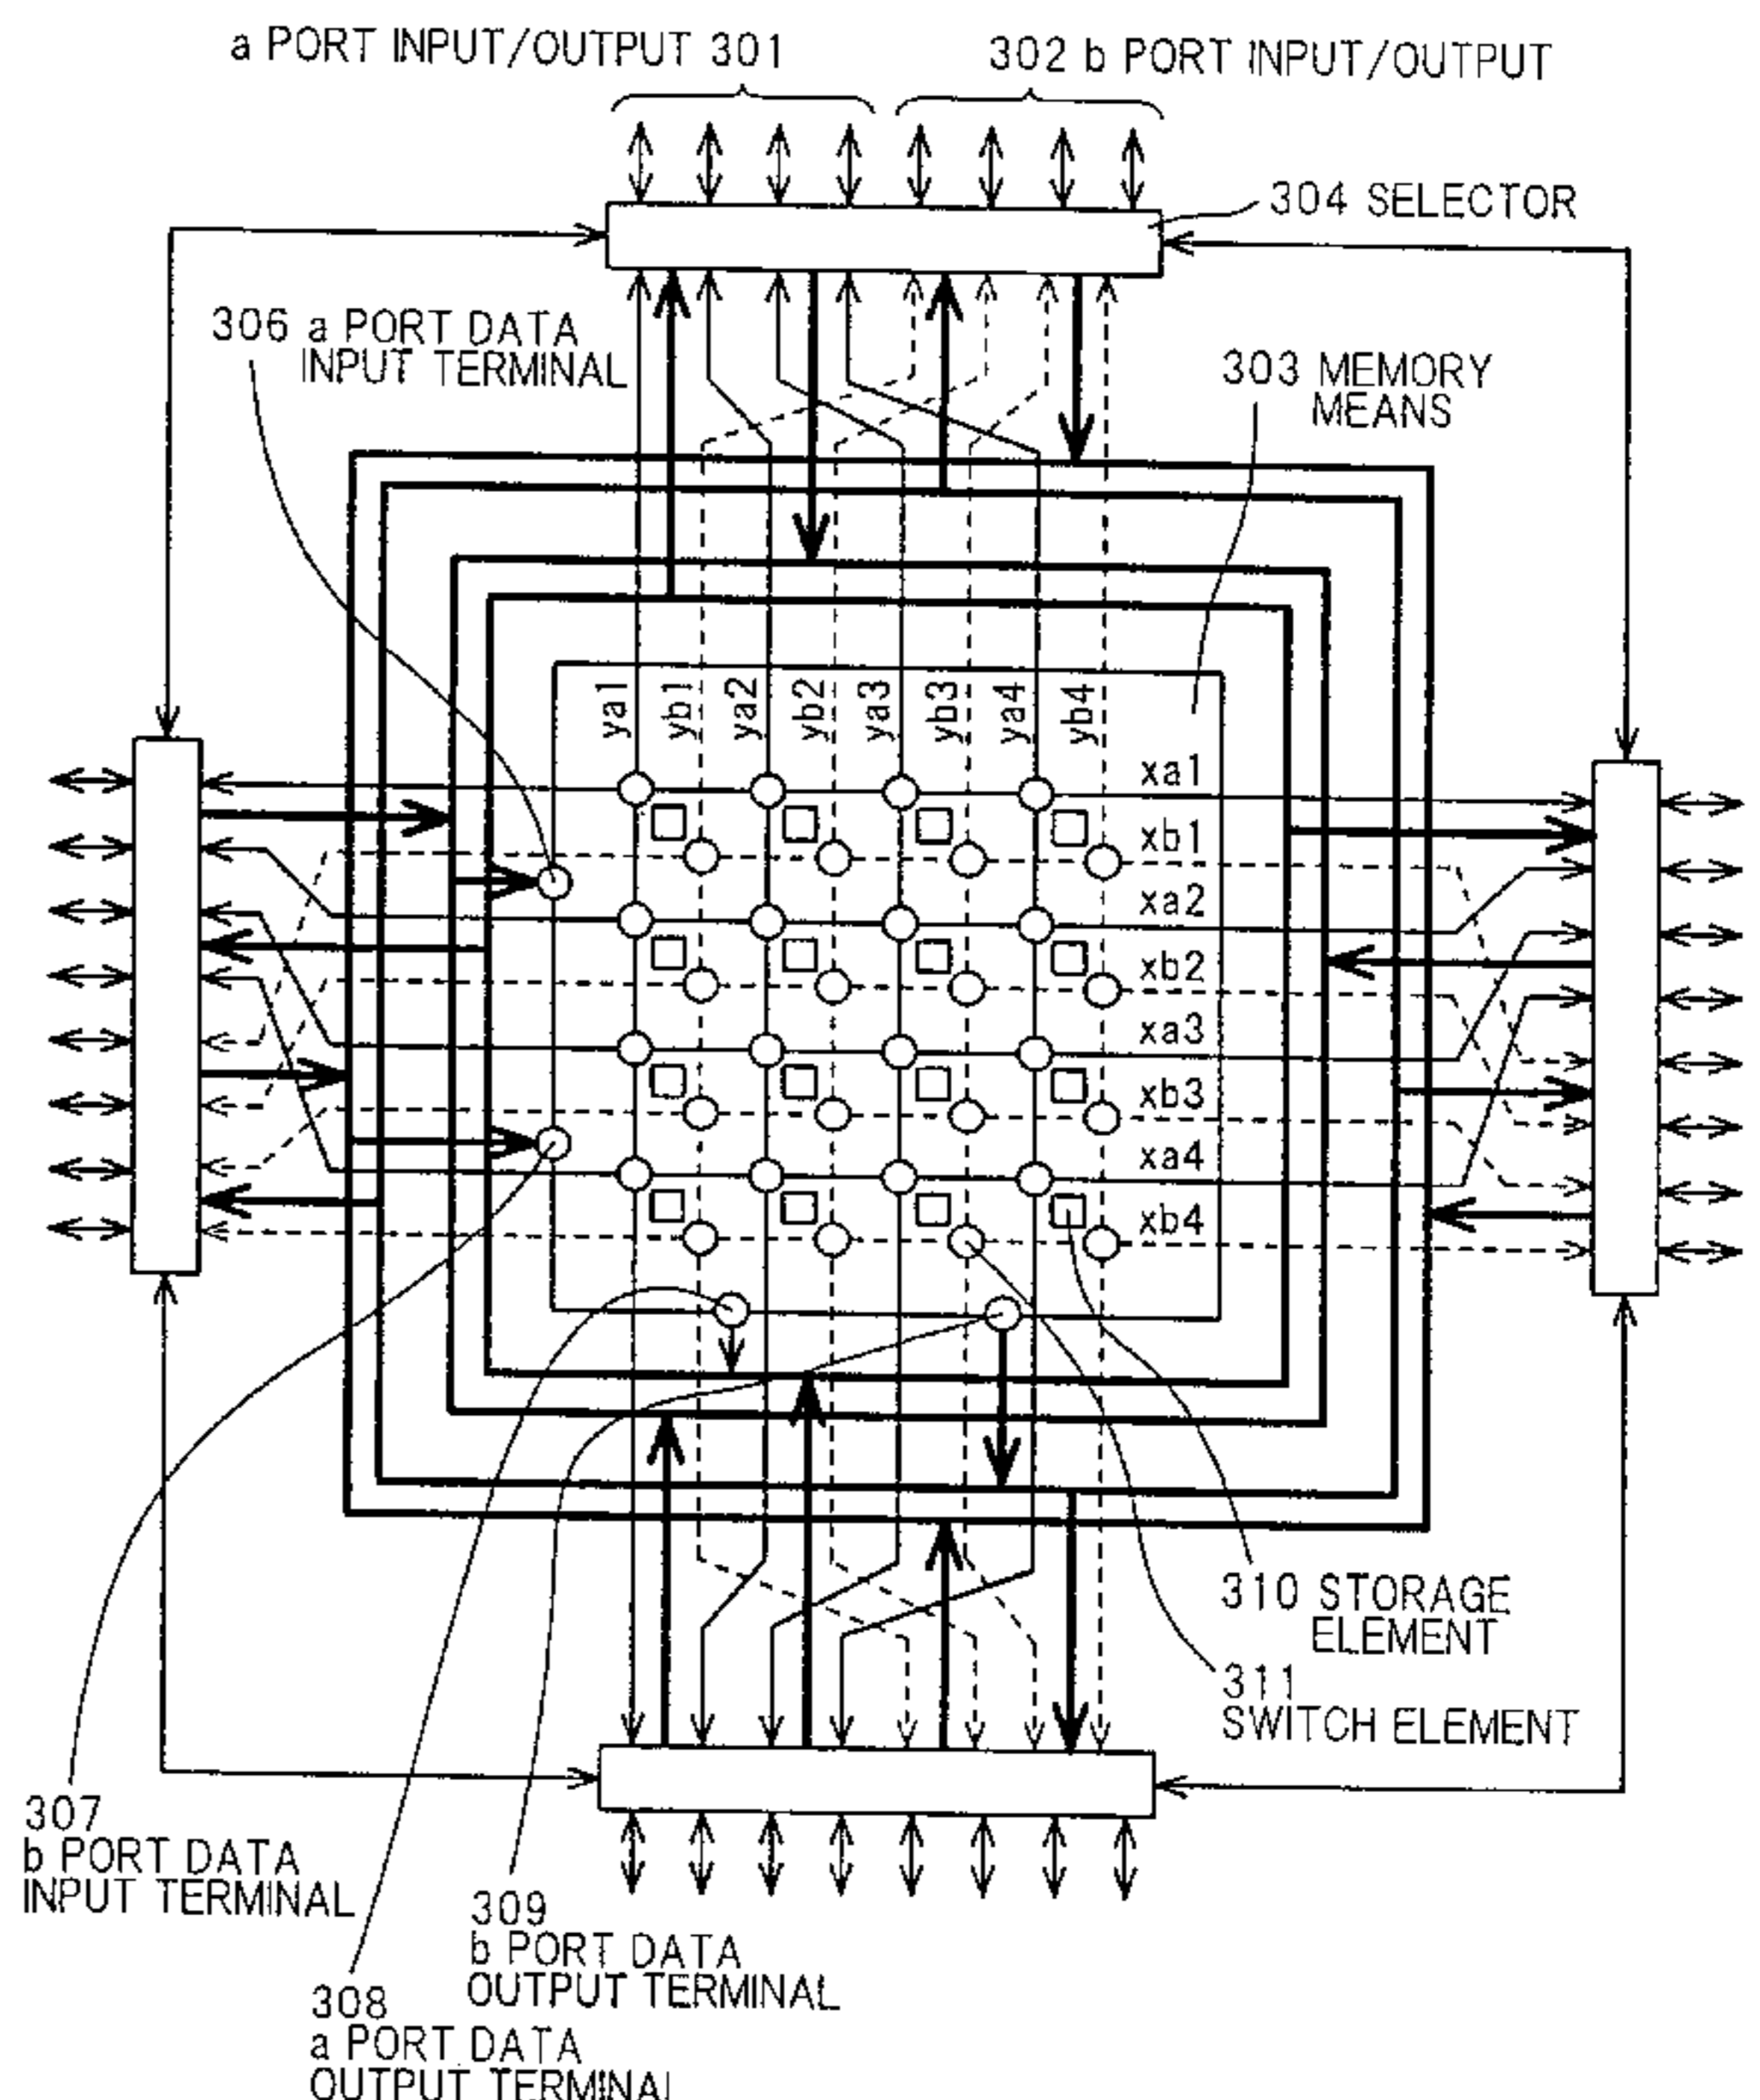 a PORT INPUT/OUTPUT 301
302 b PORT INPUT/OUTPUT
304 SELECTOR
306 a PORT DATA
INPUT TERMINAL
303 MEMORY
MEANS
ya1
yb1
ya2
yb2
ya3
yb3
ya4
yb4
xa1
xb1
xa2
xb2
xa3
xb3
xa4
xb4
310 STORAGE
ELEMENT
311
SWITCH ELEMENT
307
b PORT DATA
INPUT TERMINAL
309
b PORT DATA
OUTPUT TERMINAL
308
a PORT DATA
OUTPUT TERMINAL